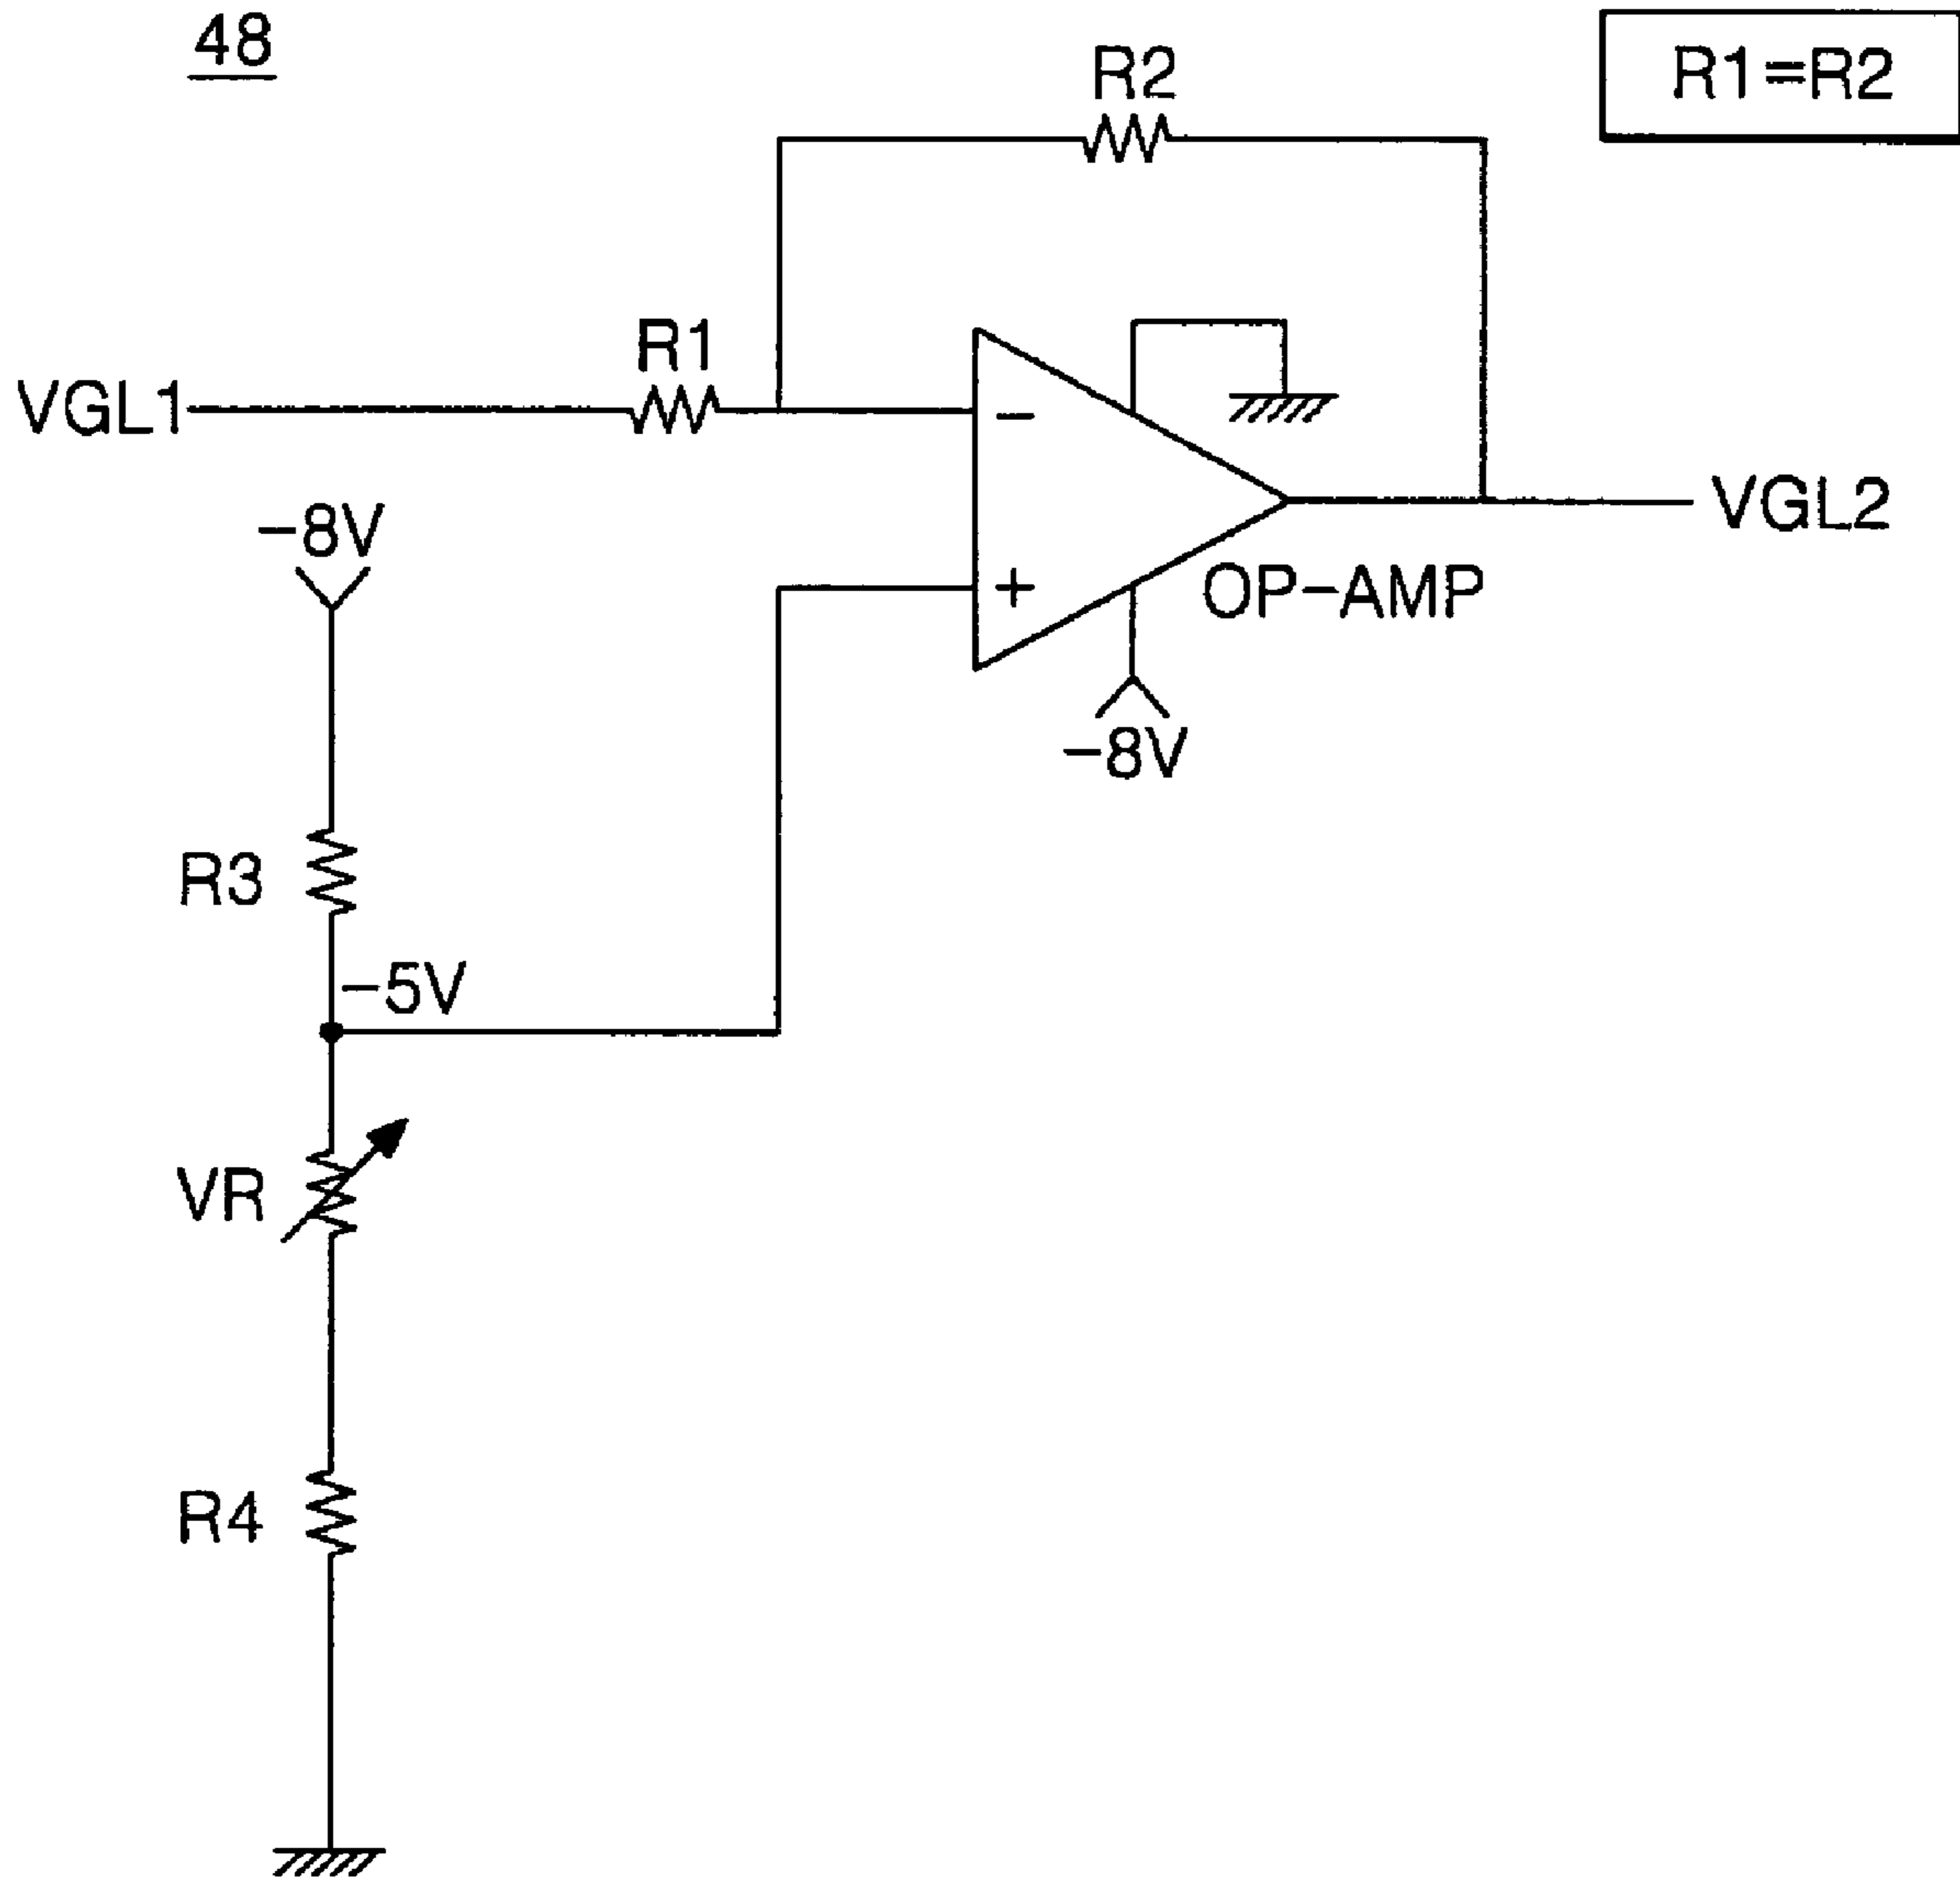 48
R2
R1=R2
R1
VGL1
-
-8V
VGL2
+
OP-AMP
-8V
R3
-5V
VR
R4